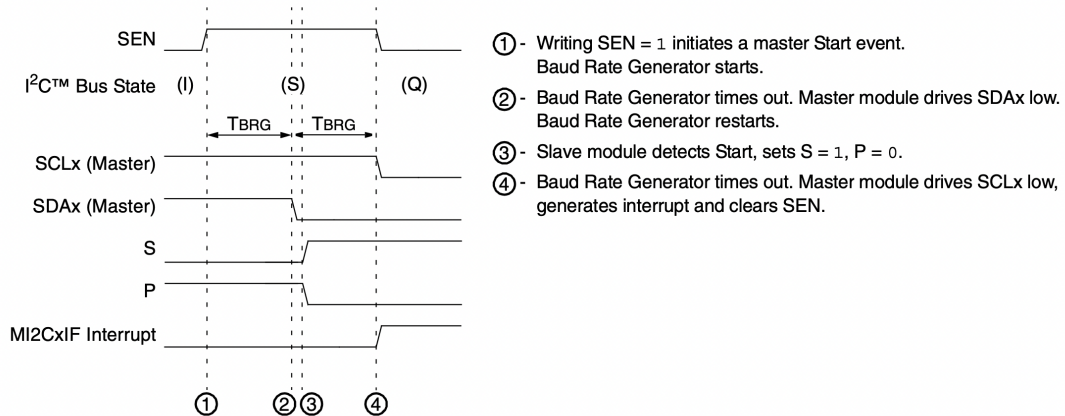 SEN
I²C™ Bus State
(I)
(S)
(Q)
TBRG
TBRG
SCLx (Master)
SDAx (Master)
S
P
MI2CxIF Interrupt
① ② ③ ④
① - Writing SEN = 1 initiates a master Start event.
Baud Rate Generator starts.
② - Baud Rate Generator times out. Master module drives SDAx low.
Baud Rate Generator restarts.
③ - Slave module detects Start, sets S = 1, P = 0.
④ - Baud Rate Generator times out. Master module drives SCLx low,
generates interrupt and clears SEN.